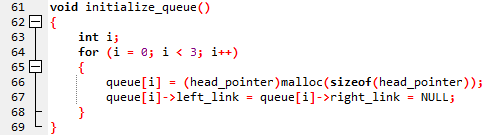 61 void initialize_queue()
62 {
63 int i;
64 for (i = 0; i < 3; i++)
65 {
66 queue[i] = (head_pointer)malloc(sizeof(head_pointer));
67 queue[i]->left_link = queue[i]->right_link = NULL;
68 }
69 }